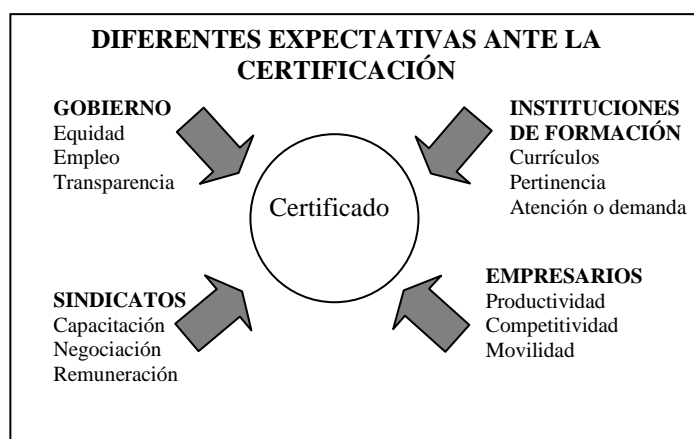 DIFERENTES EXPECTATIVAS ANTE LA
CERTIFICACIÓN
GOBIERNO
Equidad
Empleo
Transparencia
INSTITUCIONES
DE FORMACIÓN
Currículos
Pertinencia
Atención o demanda
Certificado
SINDICATOS
Capacitación
Negociación
Remuneración
EMPRESARIOS
Productividad
Competitividad
Movilidad